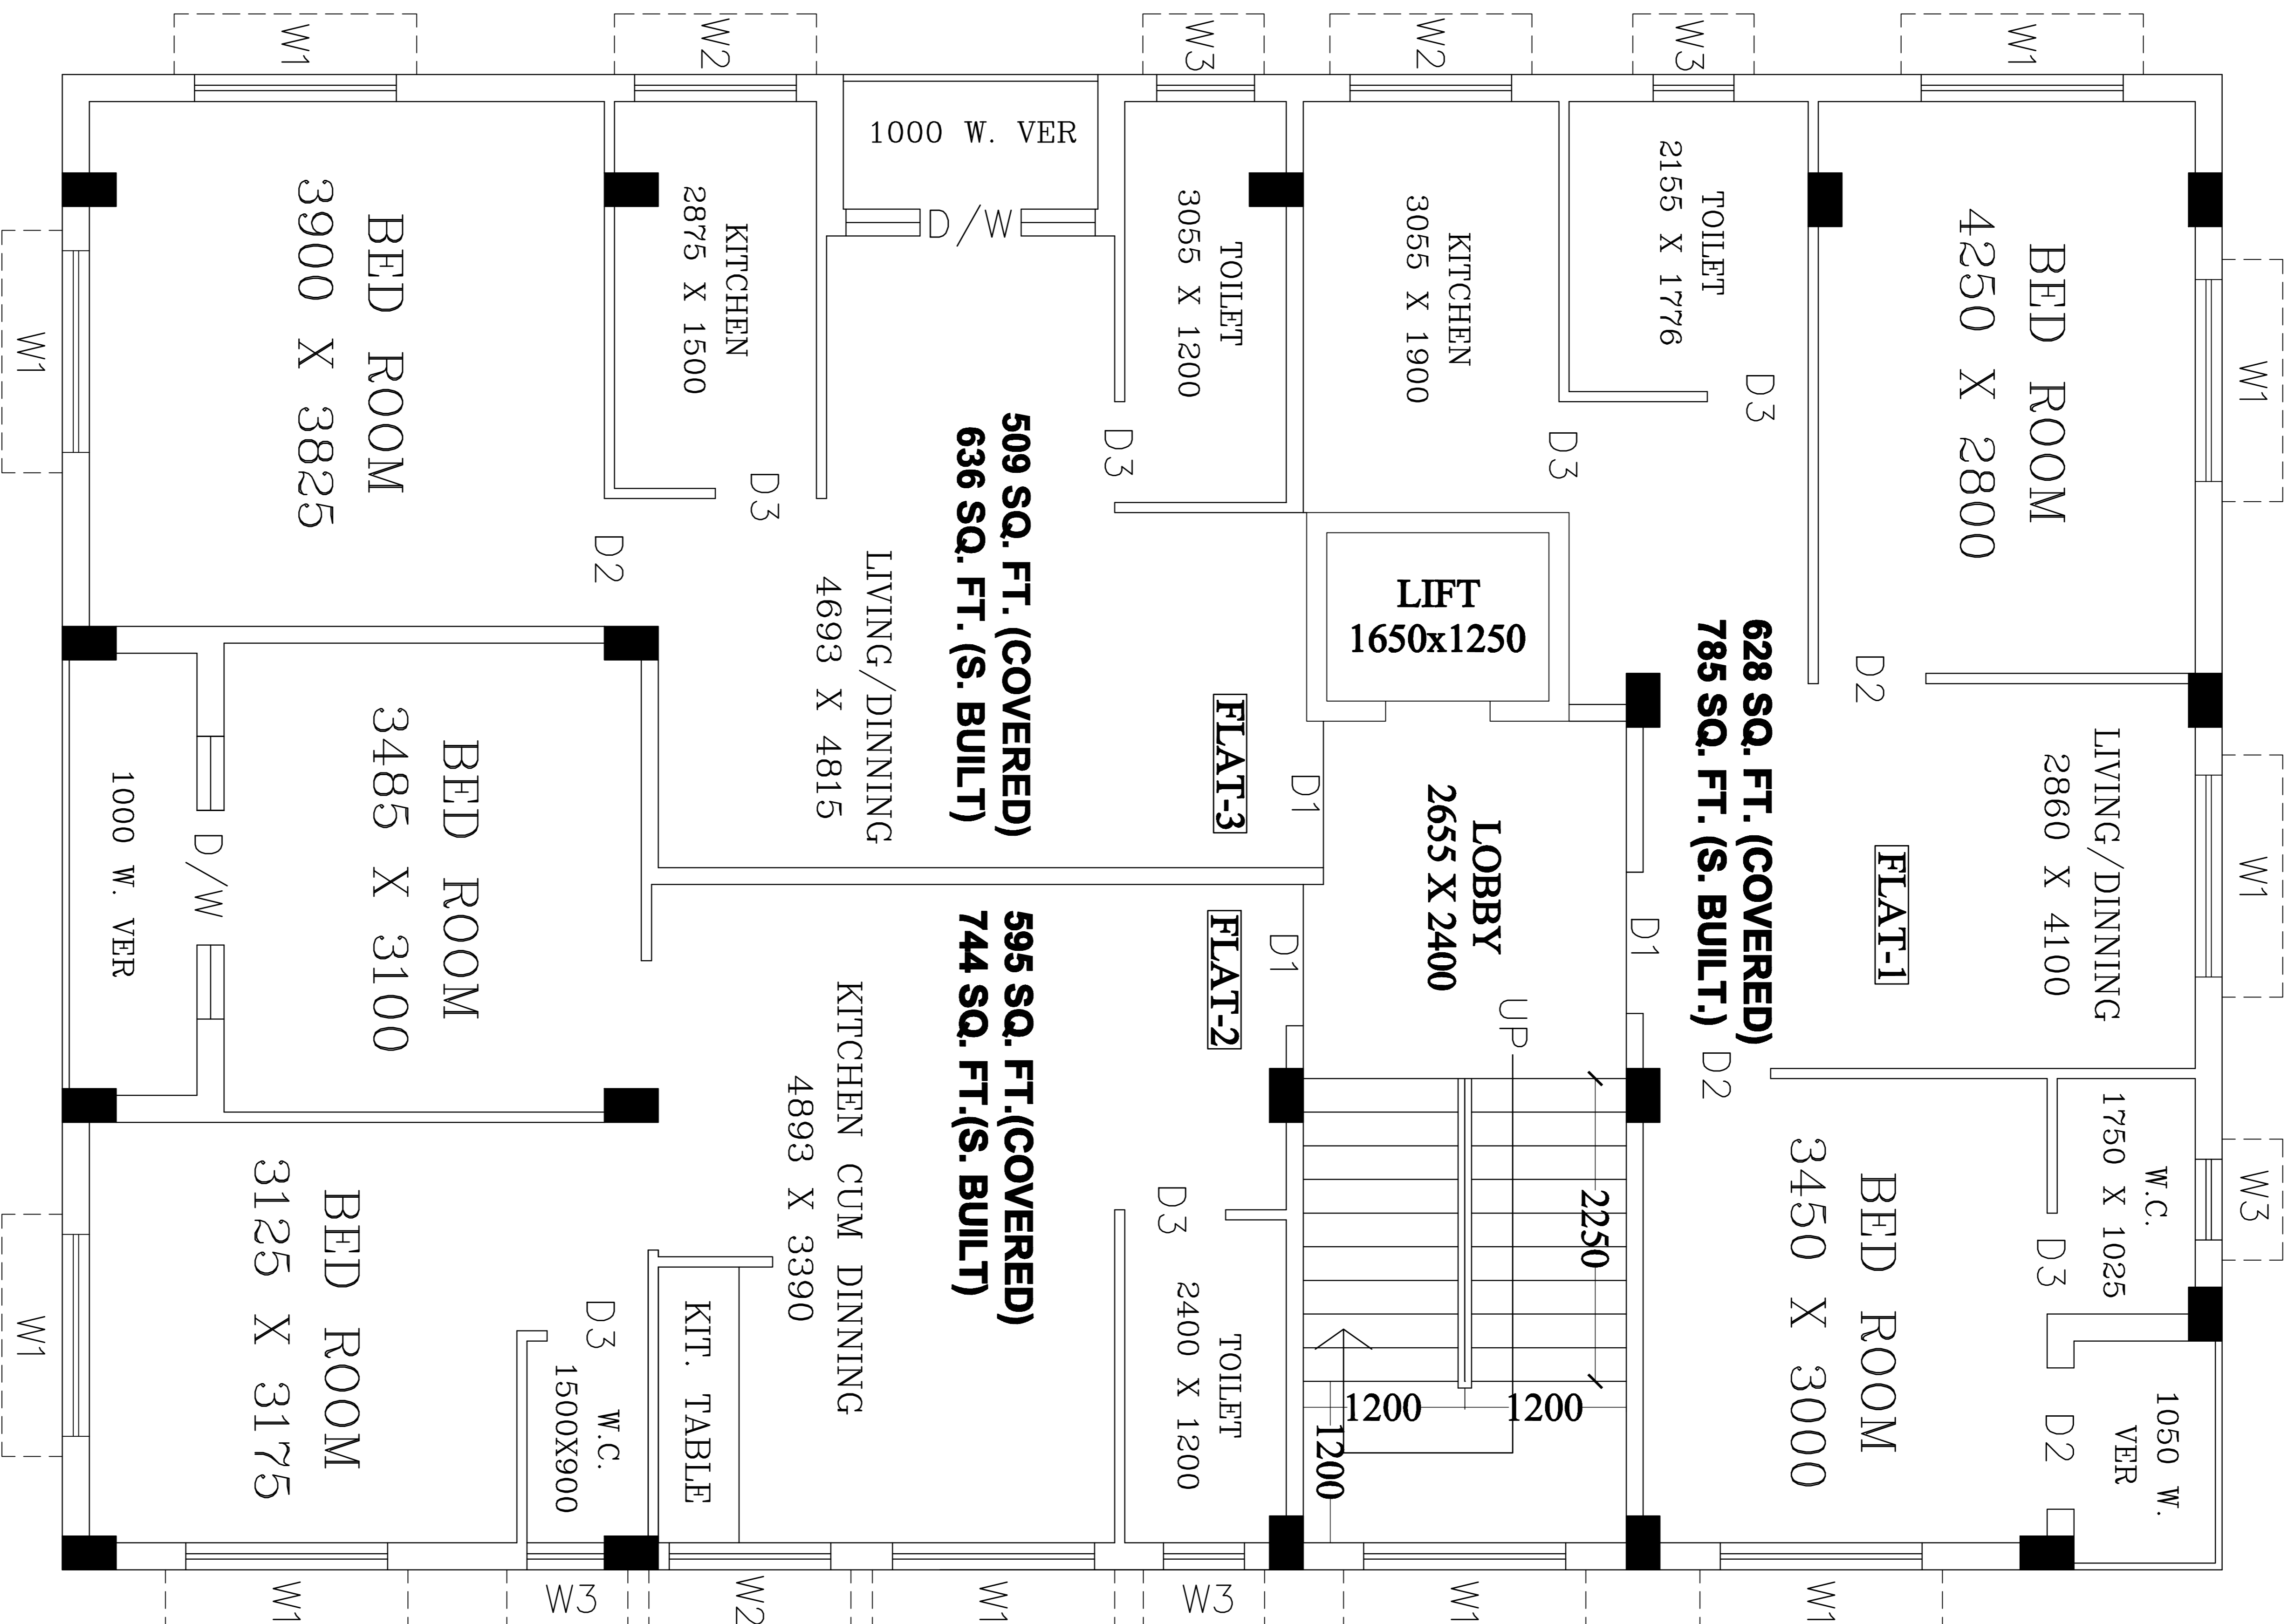 W1
W2
W3
W2
W3
W1
1000 W. VER
D/W
BED ROOM
3900 X 3825
KITCHEN
2875 X 1500
TOILET
3055 X 1200
KITCHEN
3055 X 1900
TOILET
2155 X 1776
BED ROOM
4250 X 2800
W1
W1
D3
D3
D3
D3
D2
D2
509 SQ. FT. (COVERED)
636 SQ. FT. (S. BUILT)
LIVING/DINNING
4693 X 4815
LIFT
1650x1250
628 SQ. FT. (COVERED)
785 SQ. FT. (S. BUILT.)
FLAT-3
D1
LOBBY
2655 X 2400
FLAT-1
LIVING/DINNING
2860 X 4100
W1
BED ROOM
3485 X 3100
1000 W. VER
D/W
FLAT-2
D1
D1
UP
D2
595 SQ. FT.(COVERED)
744 SQ. FT.(S. BUILT)
KITCHEN CUM DINNING
4893 X 3390
BED ROOM
3125 X 3175
D3
W.C.
1500X900
KIT. TABLE
D3
TOILET
2400 X 1200
2250
1200
1200
1200
BED ROOM
3450 X 3000
W.C.
1750 X 1025
D3
W3
D2
1050 W.
VER
W1
W1
W3
W2
W1
W3
W1
W1